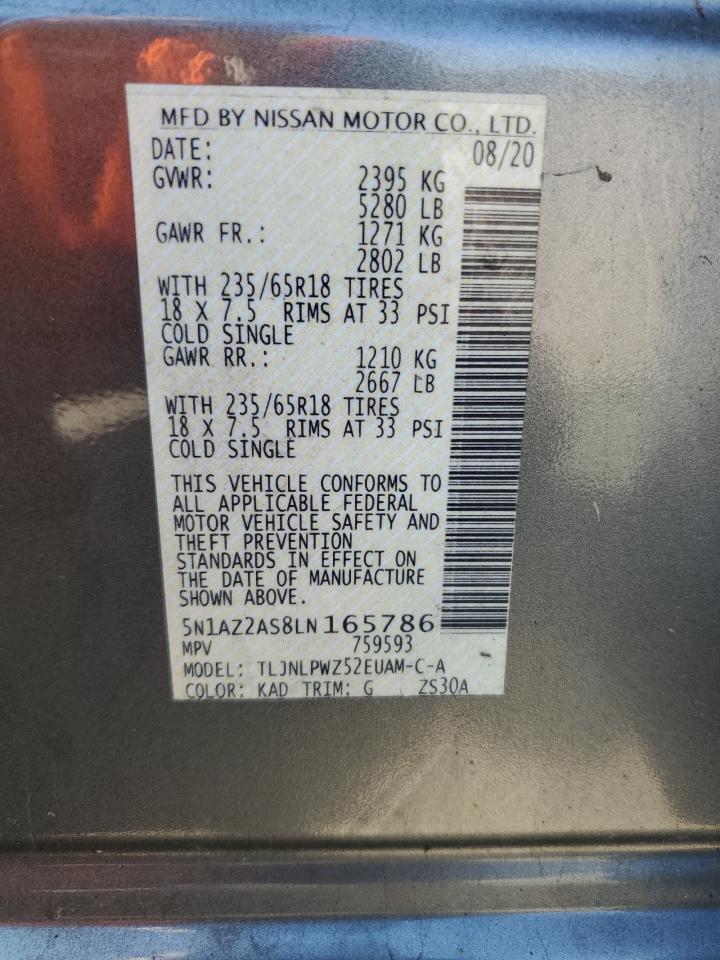 MFD BY NISSAN MOTOR CO., LTD.
DATE: 08/20
GVWR: 2395 KG
5280 LB
GAWR FR.: 1271 KG
2802 LB
WITH 235/65R18 TIRES
18 X 7.5 RIMS AT 33 PSI
COLD SINGLE
GAWR RR.: 1210 KG
2667 LB
WITH 235/65R18 TIRES
18 X 7.5 RIMS AT 33 PSI
COLD SINGLE
THIS VEHICLE CONFORMS TO
ALL APPLICABLE FEDERAL
MOTOR VEHICLE SAFETY AND
THEFT PREVENTION
STANDARDS IN EFFECT ON
THE DATE OF MANUFACTURE
SHOWN ABOVE.
5N1AZ2AS8LN 165786
MPV 759593
MODEL: TLJNLPWZ52EUAM-C-A
COLOR: KAD TRIM: G ZS30A